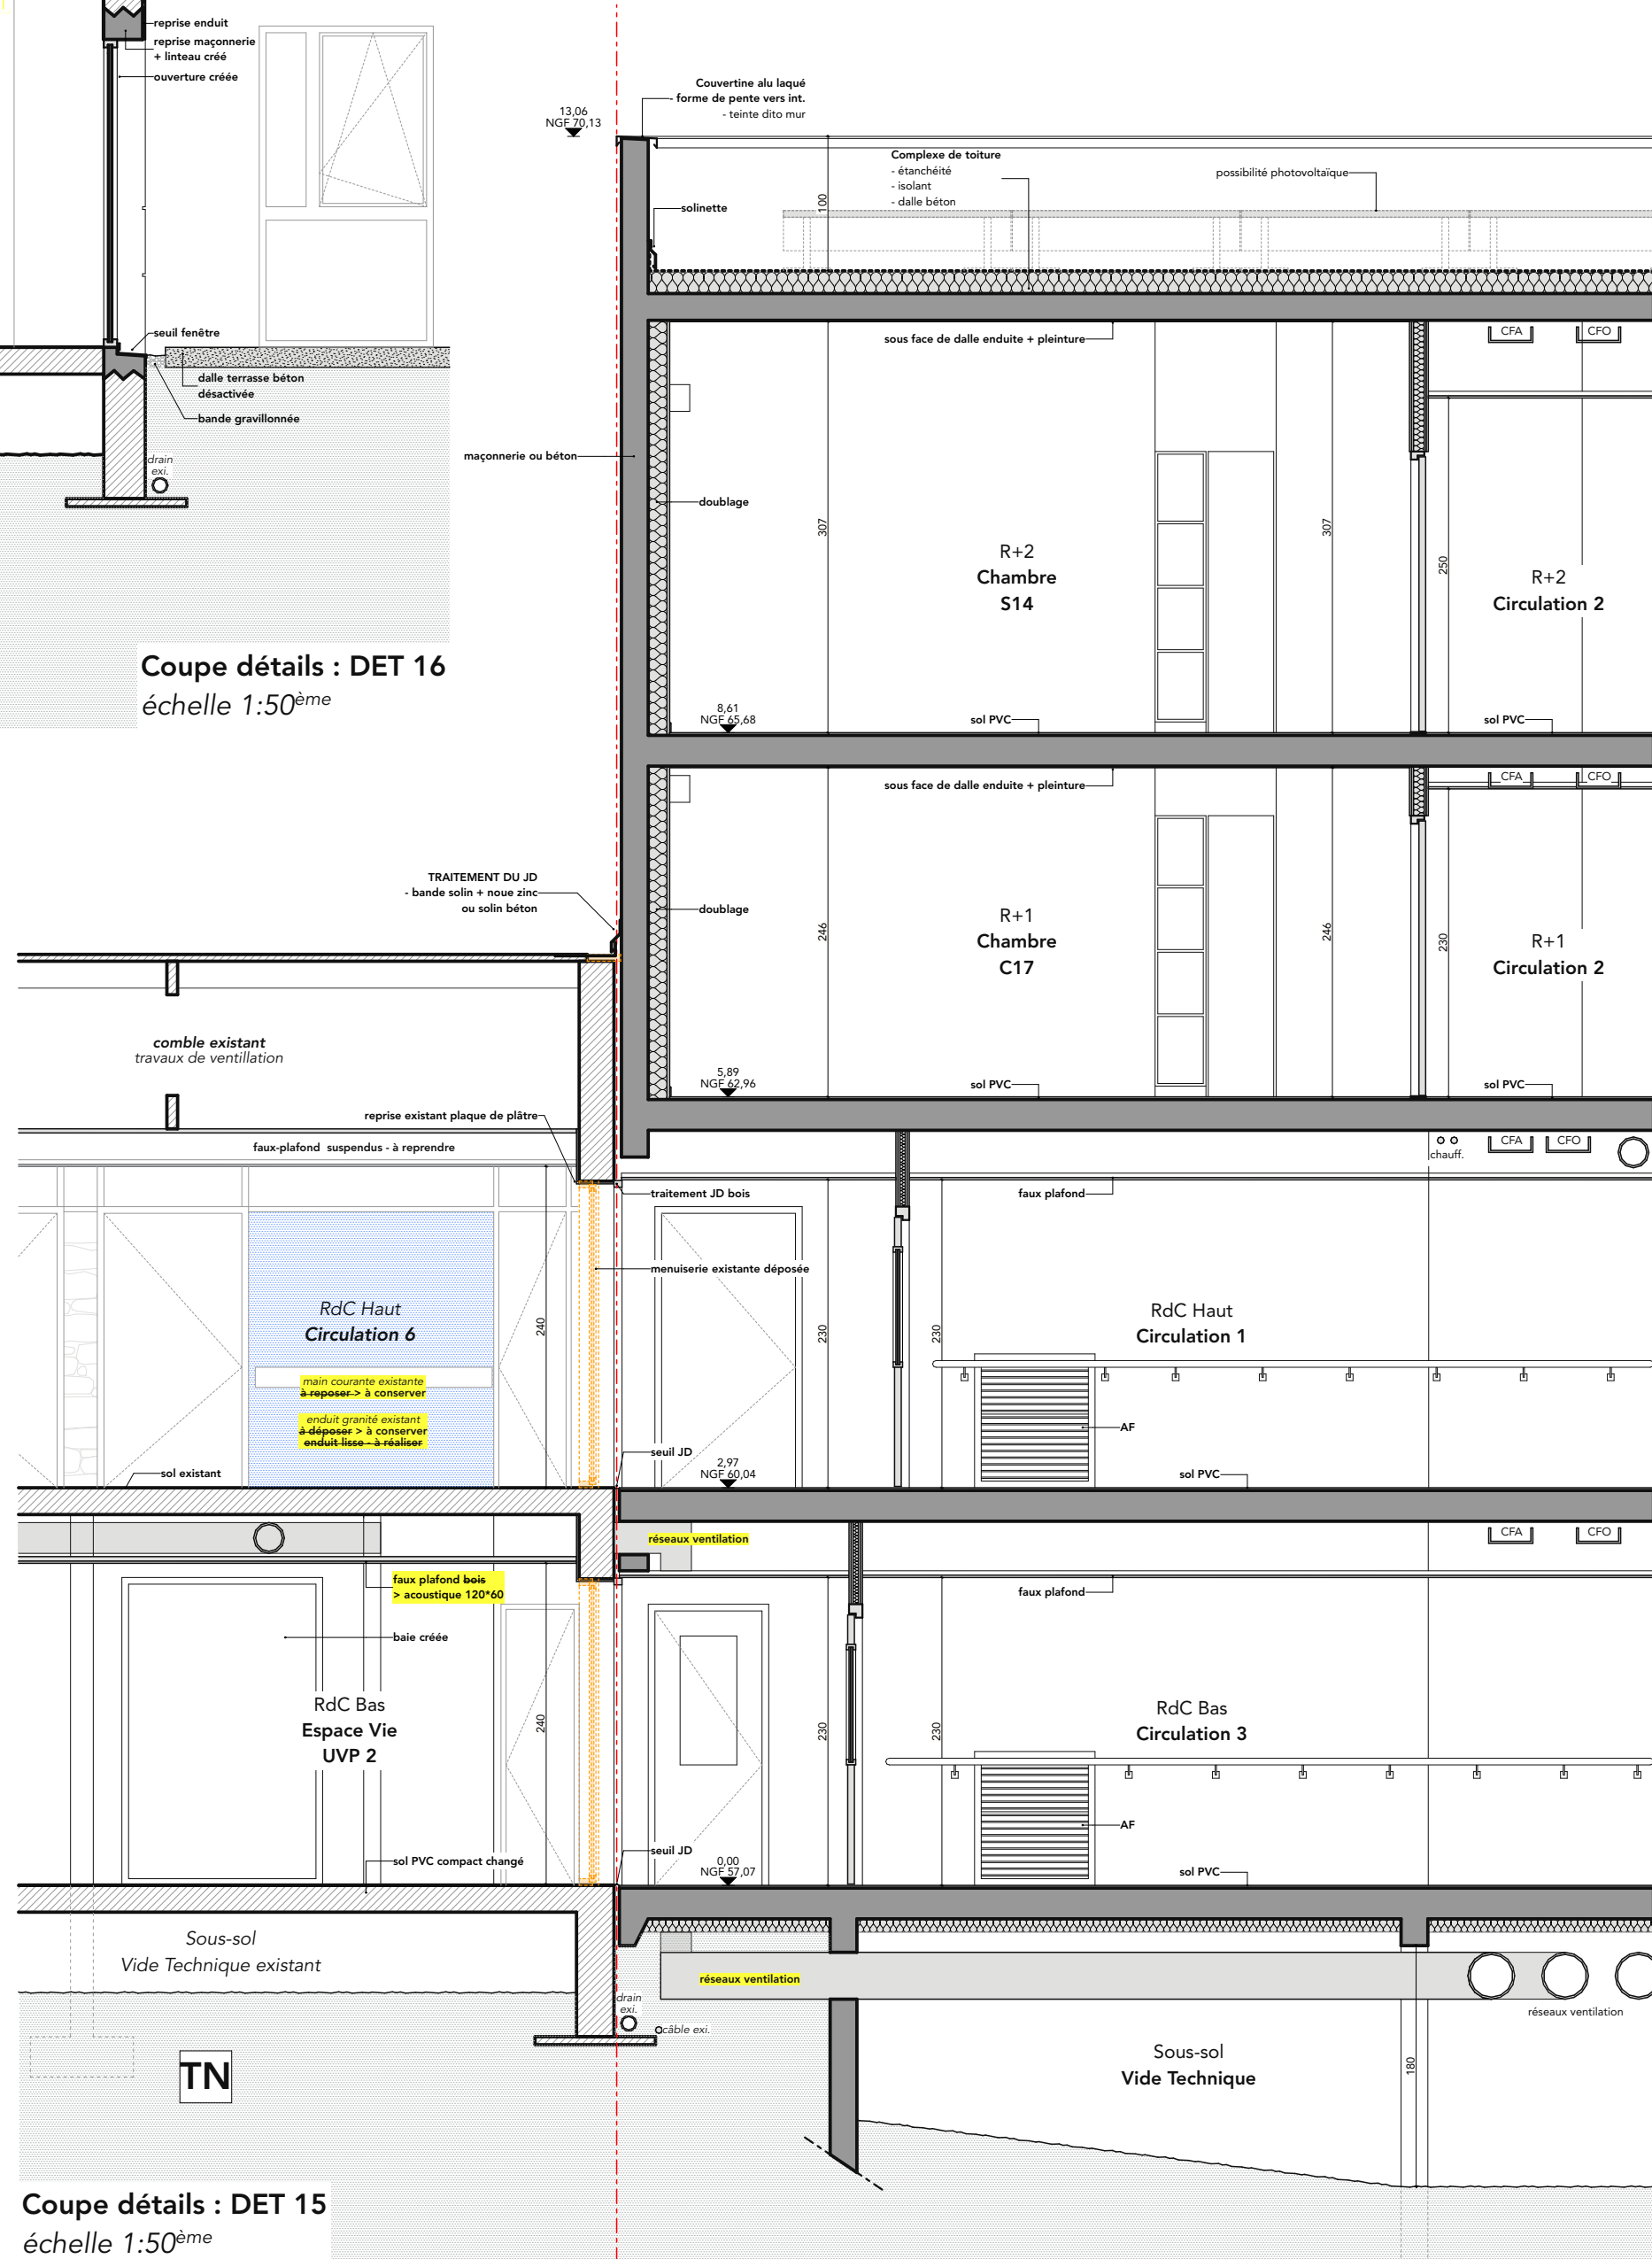 reprise enduit
reprise maçonnerie
+ linteau créé
ouverture créée
seuil fenêtre
dalle terrasse béton
désactivée
bande gravillonnée
drain
exi.
Coupe détails : DET 16
échelle 1:50ème
13,06
NGF 70,13
Couvertine alu laqué
- forme de pente vers int.
- teinte dito mur
Complexe de toiture
- étanchéité
- isolant
- dalle béton
possibilité photovoltaïque
solinette
100
sous face de dalle enduite + pleinture
CFA
CFO
maçonnerie ou béton
doublage
307
R+2
Chambre
S14
307
250
R+2
Circulation 2
8,61
NGF 65,68
sol PVC
sol PVC
sous face de dalle enduite + pleinture
CFA
CFO
TRAITEMENT DU JD
- bande solin + noue zinc
ou solin béton
doublage
246
R+1
Chambre
C17
246
230
R+1
Circulation 2
5,89
NGF 62,96
sol PVC
sol PVC
comble existant
travaux de ventillation
reprise existant plaque de plâtre
faux-plafond suspendus - à reprendre
chauff.
CFA
CFO
traitement JD bois
faux plafond
menuiserie existante déposée
RdC Haut
Circulation 6
240
230
230
RdC Haut
Circulation 1
main courante existante
à reposer > à conserver
enduit granité existant
à déposer > à conserver
enduit lisse - à réaliser
AF
sol existant
seuil JD
2,97
NGF 60,04
sol PVC
réseaux ventilation
CFA
CFO
faux plafond bois
> acoustique 120*60
faux plafond
baie créée
RdC Bas
Espace Vie
UVP 2
240
230
230
RdC Bas
Circulation 3
AF
sol PVC compact changé
seuil JD
0,00
NGF 57,07
sol PVC
Sous-sol
Vide Technique existant
réseaux ventilation
drain
exi.
câble exi.
réseaux ventilation
Sous-sol
Vide Technique
180
TN
Coupe détails : DET 15
échelle 1:50ème